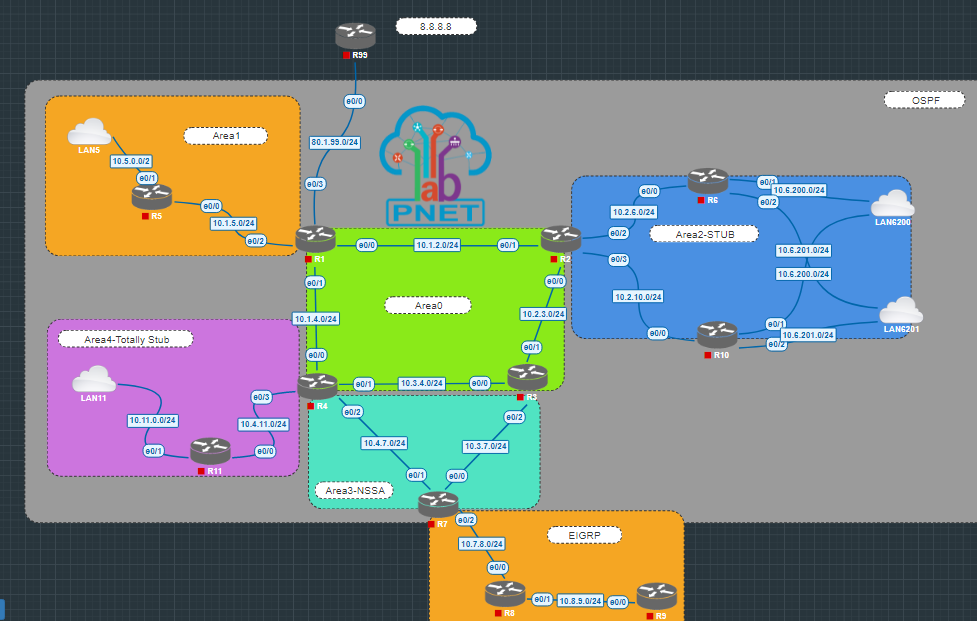 8.8.8.8
R99
e0/0
OSPF
Area1
80.1.99.0/24
lab
PNET
LAN5
10.5.0.0/2
e0/1
R5
e0/0
10.1.5.0/24
e0/2
e0/3
R1
e0/0
10.1.2.0/24
e0/1
R2
e0/0
R6
e0/1
10.6.200.0/24
e0/2
10.2.6.0/24
e0/2
Area2-STUB
LAN6200
10.6.201.0/24
e0/3
10.6.200.0/24
10.2.10.0/24
e0/0
R10
e0/1
10.6.201.0/24
e0/2
LAN6201
e0/1
Area0
e0/0
10.1.4.0/24
10.2.3.0/24
e0/0
e0/1
Area4-Totally Stub
LAN11
e0/3
R4
e0/1
10.3.4.0/24
e0/0
R3
10.11.0.0/24
10.4.11.0/24
e0/1
R11
e0/0
e0/2
e0/2
10.4.7.0/24
10.3.7.0/24
e0/1
e0/0
Area3-NSSA
R7
e0/2
EIGRP
10.7.8.0/24
e0/0
R8
e0/1
10.8.9.0/24
e0/0
R9